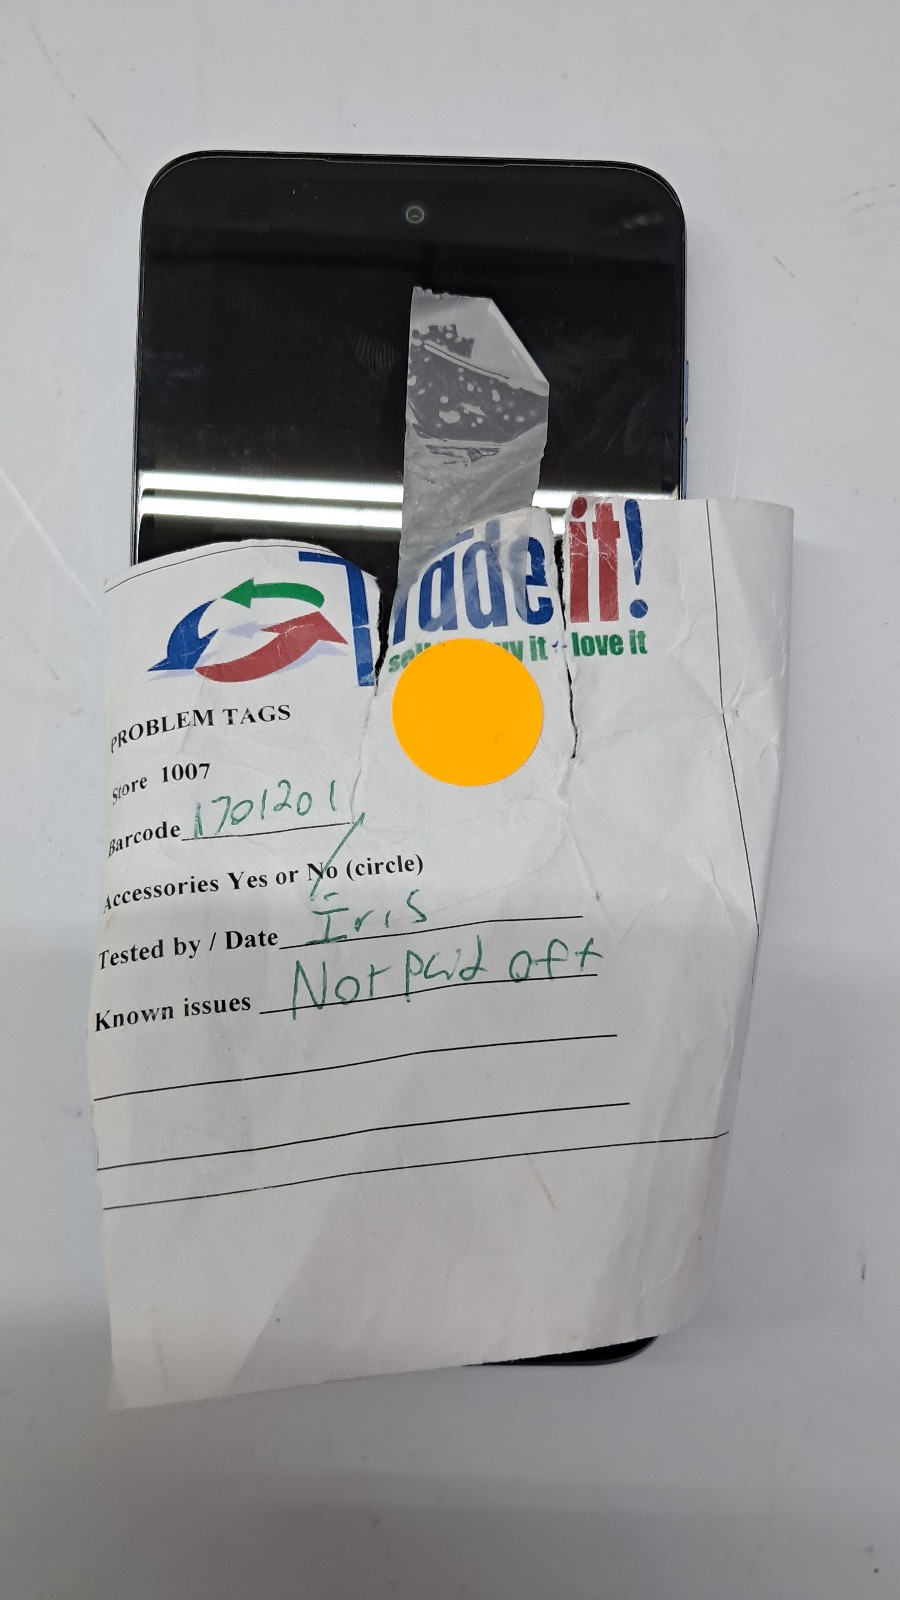 Trade it!
love it
PROBLEM TAGS
Store 1007
Barcode 1701201
Accessories Yes or No (circle)
Tested by / Date Iris
Known issues Not paid off